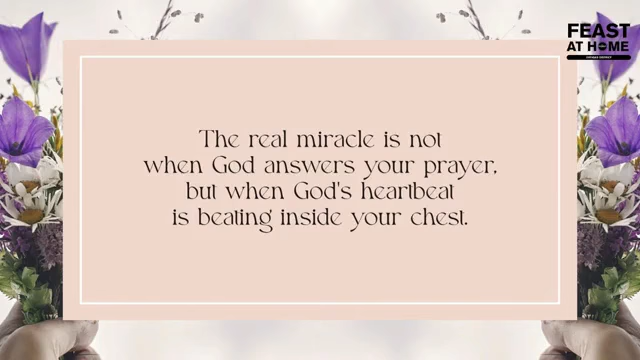 FEAST
AT HOME
The real miracle is not
when God answers your prayer,
but when God's heartbeat
is beating inside your chest.